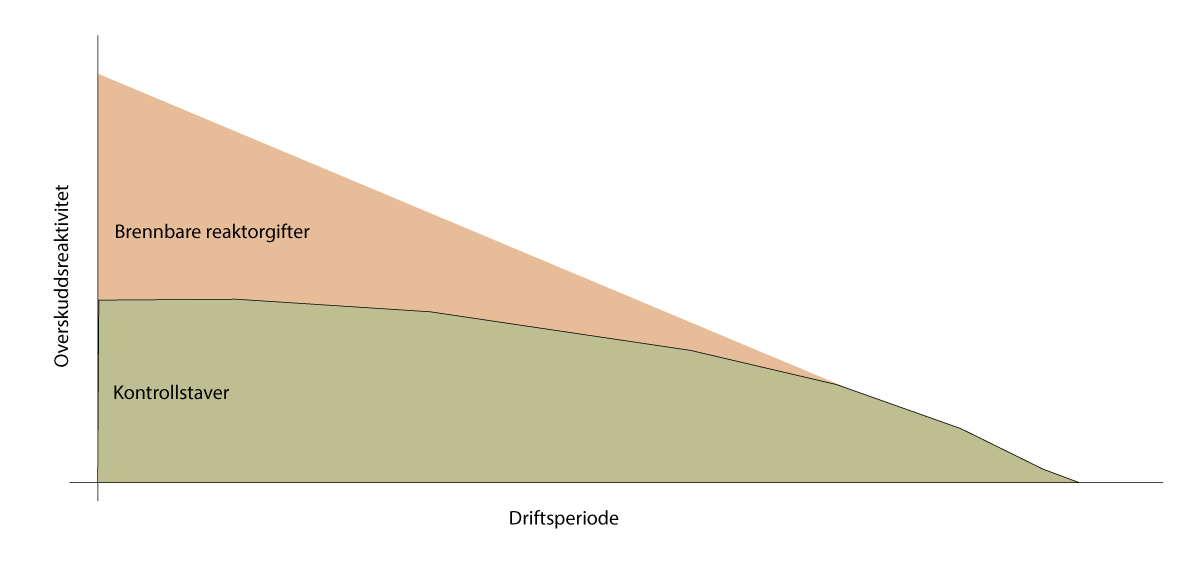 Overskuddsreaktivitet
Brennbare reaktorgifter
Kontrollstaver
Driftsperiode